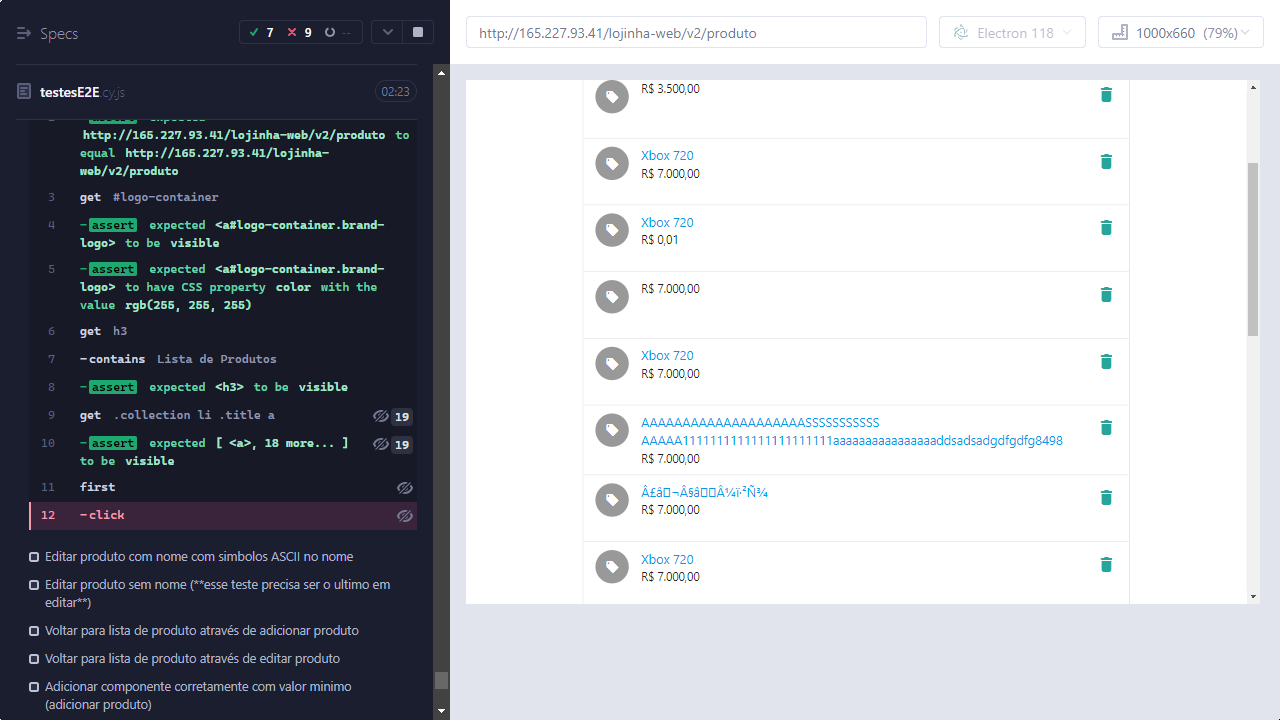 Specs
7
9
--
http://165.227.93.41/lojinha-web/v2/produto
Electron 118
1000x660 (79%)
testesE2E.cy.js
02:23
http://165.227.93.41/lojinha-web/v2/produto to
equal http://165.227.93.41/lojinha-
web/v2/produto
3 get #logo-container
4 -assert expected <a#logo-container.brand-
logo> to be visible
5 -assert expected <a#logo-container.brand-
logo> to have CSS property color with the
value rgb(255, 255, 255)
6 get h3
7 -contains Lista de Produtos
8 -assert expected <h3> to be visible
9 get .collection li .title a 19
10 -assert expected [ <a>, 18 more... ] 19
to be visible
11 first
12 -click
Editar produto com nome com simbolos ASCII no nome
Editar produto sem nome (**esse teste precisa ser o ultimo em
editar**)
Voltar para lista de produto através de adicionar produto
Voltar para lista de produto através de editar produto
Adicionar componente corretamente com valor minimo
(adicionar produto)
R$ 3.500,00
Xbox 720
R$ 7.000,00
Xbox 720
R$ 0,01
R$ 7.000,00
Xbox 720
R$ 7.000,00
R$ 7.000,00
R$ 7.000,00
Xbox 720
R$ 7.000,00